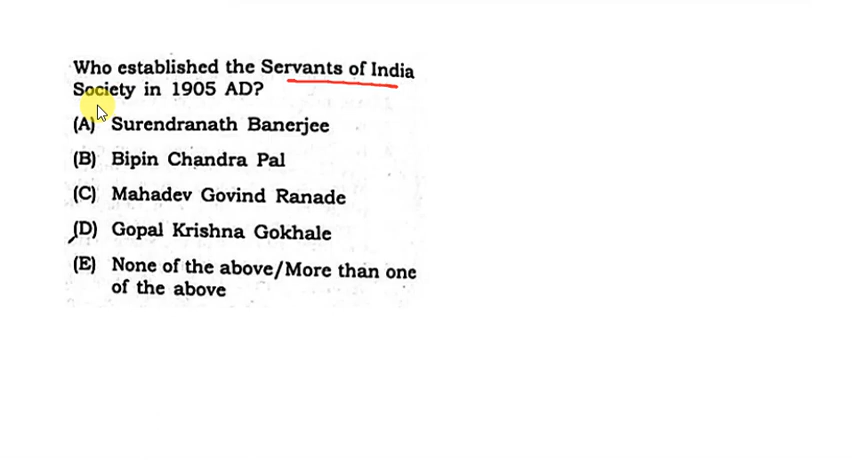 Who established the Servants of India
Society in 1905 AD?
(A) Surendranath Banerjee
(B) Bipin Chandra Pal
(C) Mahadev Govind Ranade
(D) Gopal Krishna Gokhale
(E) None of the above/More than one
of the above